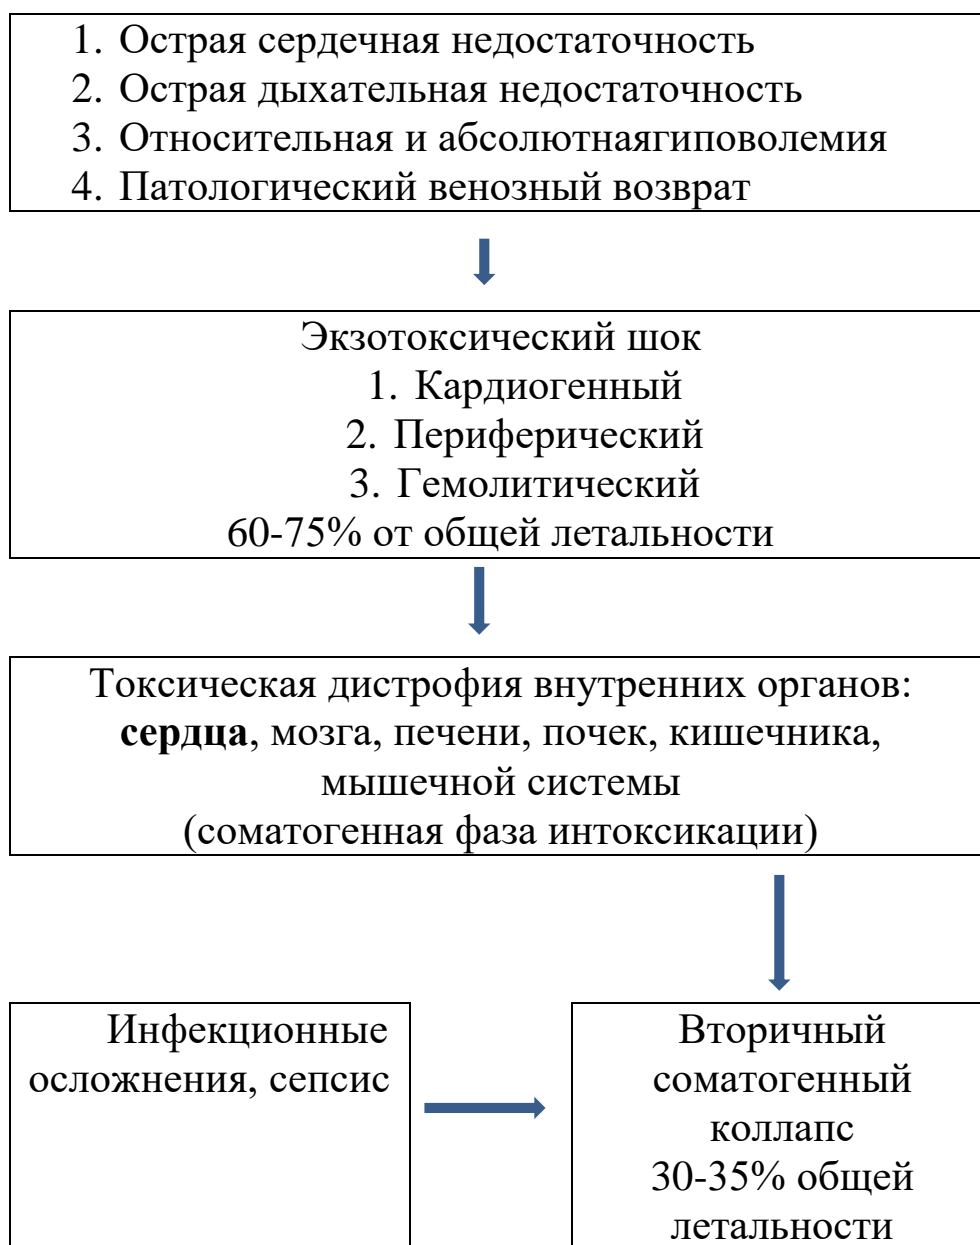 1. Острая сердечная недостаточность
2. Острая дыхательная недостаточность
3. Относительная и абсолютнаягиповолемия
4. Патологический венозный возврат
Экзотоксический шок
1. Кардиогенный
2. Периферический
3. Гемолитический
60-75% от общей летальности
Токсическая дистрофия внутренних органов:
сердца, мозга, печени, почек, кишечника,
мышечной системы
(соматогенная фаза интоксикации)
Инфекционные
осложнения, сепсис
Вторичный
соматогенный
коллапс
30-35% общей
летальности